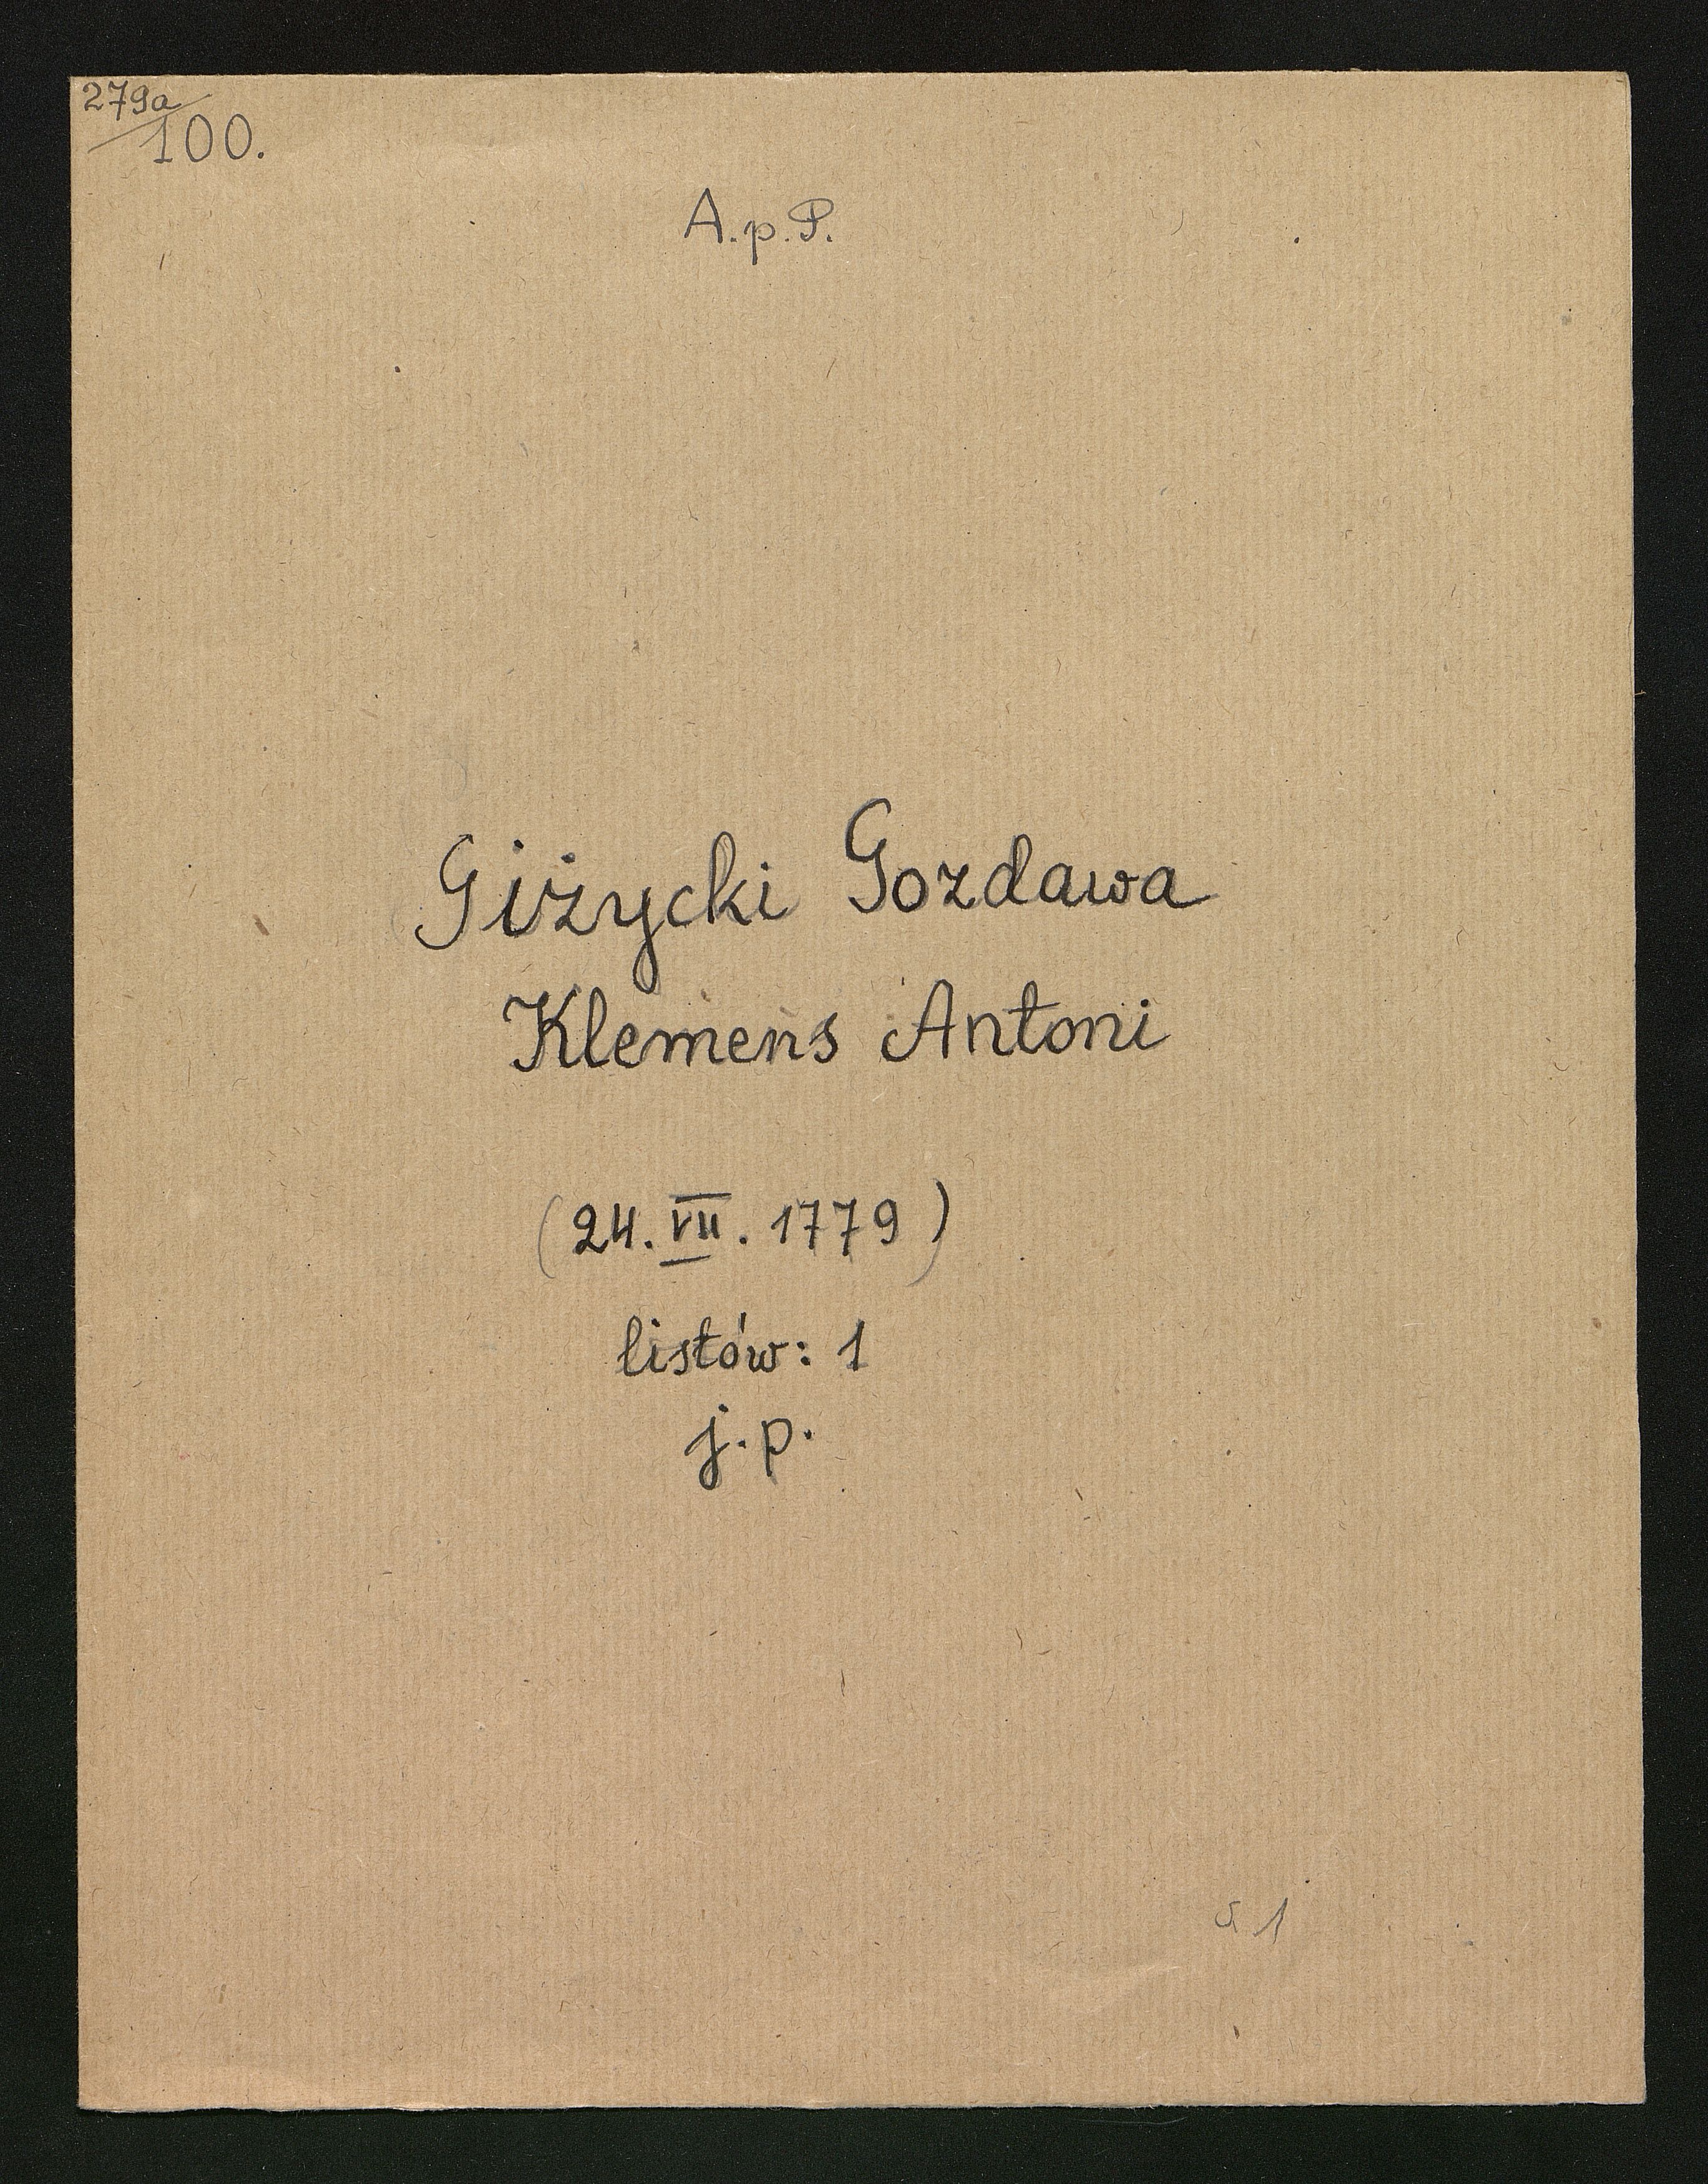 279a/100.
A.p.P.
Giżycki Gozdawa
Klemens Antoni
(24. VII. 1779)
listów: 1
j.p.
s. 1